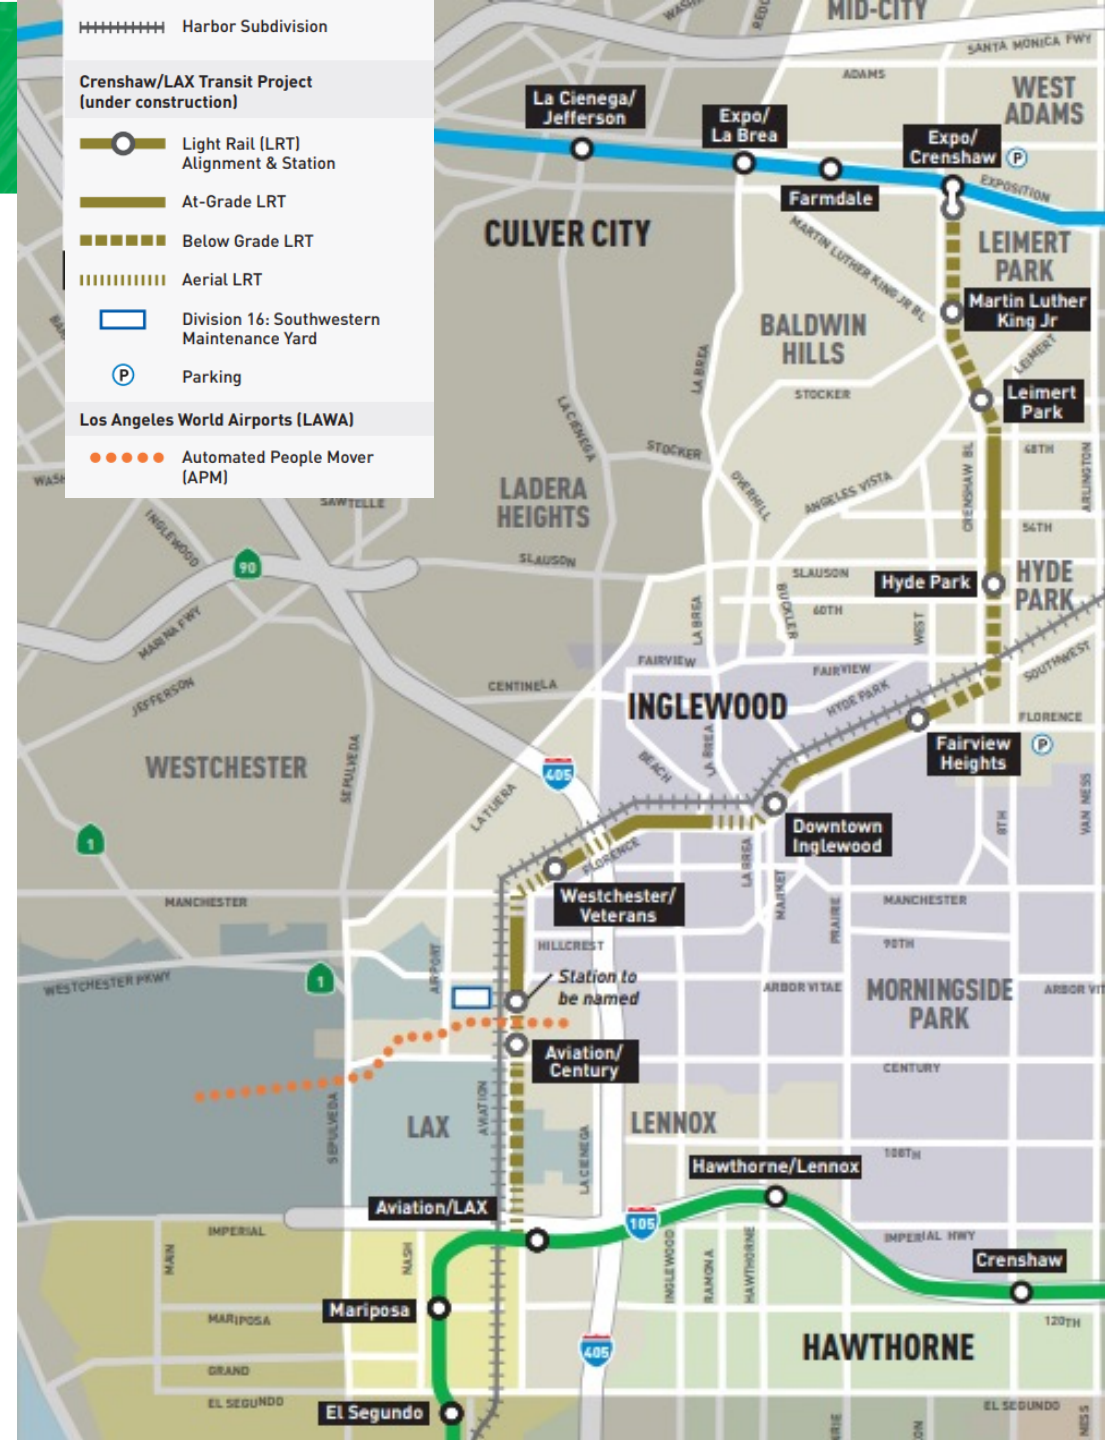 Harbor Subdivision
Crenshaw/LAX Transit Project
(under construction)
Light Rail (LRT)
Alignment & Station
At-Grade LRT
Below Grade LRT
Aerial LRT
Division 16: Southwestern
Maintenance Yard
P
Parking
Los Angeles World Airports (LAWA)
Automated People Mover
(APM)
MID-CITY
SANTA MONICA FWY
ADAMS
WEST
ADAMS
La Cienega/
Jefferson
Expo/
La Brea
Expo/
Crenshaw
P
Farmdale
EXPOSITION
CULVER CITY
MARTIN LUTHER KING JR BL
LEIMERT
PARK
Martin Luther
King Jr
BALDWIN
HILLS
LEIMERT
LA BREA
STOCKER
Leimert
Park
LA CIENEGA
STOCKER
48TH
CRENSHAW BL
ARLINGTON
OVERHILL
ANGELES VISTA
LADERA
HEIGHTS
SAWTELLE
INGLEWOOD
54TH
90
SLAUSON
SLAUSON
Hyde Park
HYDE
PARK
BUCKLER
60TH
LA BREA
WEST
MARINA FWY
FAIRVIEW
FAIRVIEW
SOUTHWEST
JEFFERSON
CENTINELA
HYDE PARK
INGLEWOOD
FLORENCE
Fairview
Heights
P
WESTCHESTER
SEPULVEDA
BEACH
LA BREA
405
LA TIJERA
VAN NESS
8TH
1
Downtown
Inglewood
FLORENCE
LA BREA
MARKET
Westchester/
Veterans
MANCHESTER
MANCHESTER
PRAIRIE
HILLCREST
90TH
AIRPORT
Station to
be named
WESTCHESTER PKWY
1
ARBOR VITAE
MORNINGSIDE
PARK
ARBOR VIT
Aviation/
Century
CENTURY
SEPULVEDA
LAX
AVIATION
LENNOX
LA CIENEGA
108TH
Hawthorne/Lennox
Aviation/LAX
105
IMPERIAL
IMPERIAL HWY
MAIN
NASH
INGLEWOOD
RAMONA
HAWTHORNE
Crenshaw
Mariposa
MARIPOSA
120TH
405
HAWTHORNE
GRAND
EL SEGUNDO
El Segundo
EL SEGUNDO